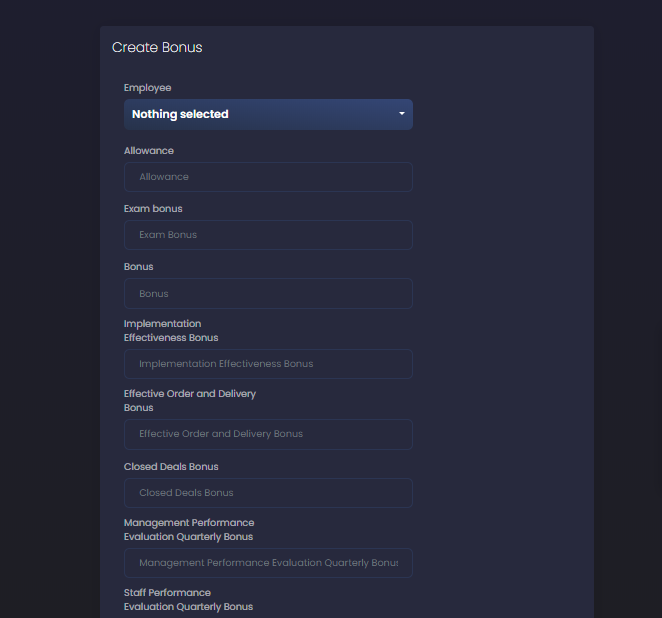 Create Bonus
Employee
Nothing selected
Allowance
Allowance
Exam bonus
Exam Bonus
Bonus
Bonus
Implementation
Effectiveness Bonus
Implementation Effectiveness Bonus
Effective Order and Delivery
Bonus
Effective Order and Delivery Bonus
Closed Deals Bonus
Closed Deals Bonus
Management Performance
Evaluation Quarterly Bonus
Management Performance Evaluation Quarterly Bonus
Staff Performance
Evaluation Quarterly Bonus